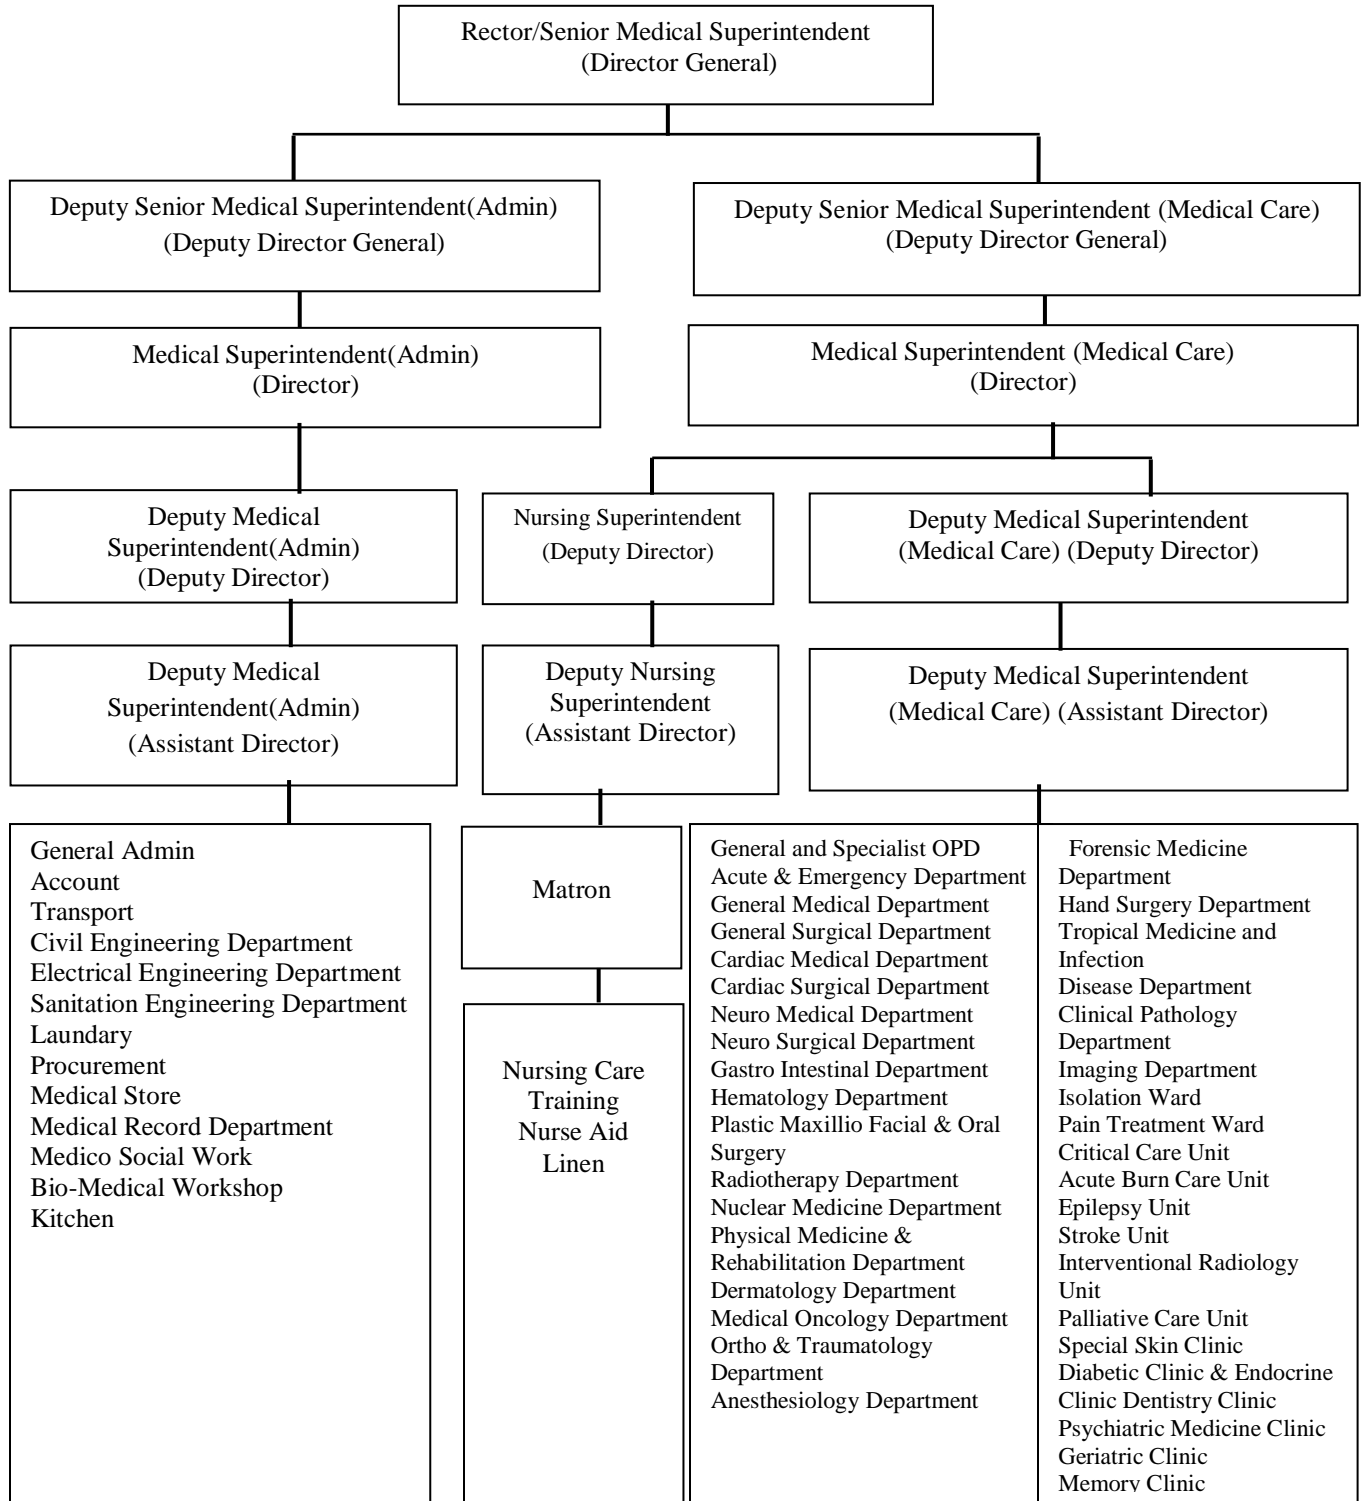 Rector/Senior Medical Superintendent
(Director General)
Deputy Senior Medical Superintendent(Admin)
(Deputy Director General)
Deputy Senior Medical Superintendent (Medical Care)
(Deputy Director General)
Medical Superintendent(Admin)
(Director)
Medical Superintendent (Medical Care)
(Director)
Deputy Medical
Superintendent(Admin)
(Deputy Director)
Nursing Superintendent
(Deputy Director)
Deputy Medical Superintendent
(Medical Care) (Deputy Director)
Deputy Medical
Superintendent(Admin)
(Assistant Director)
Deputy Nursing
Superintendent
(Assistant Director)
Deputy Medical Superintendent
(Medical Care) (Assistant Director)
General Admin
Account
Transport
Civil Engineering Department
Electrical Engineering Department
Sanitation Engineering Department
Laundary
Procurement
Medical Store
Medical Record Department
Medico Social Work
Bio-Medical Workshop
Kitchen
Matron
Nursing Care
Training
Nurse Aid
Linen
General and Specialist OPD
Acute & Emergency Department
General Medical Department
General Surgical Department
Cardiac Medical Department
Cardiac Surgical Department
Neuro Medical Department
Neuro Surgical Department
Gastro Intestinal Department
Hematology Department
Plastic Maxillio Facial & Oral
Surgery
Radiotherapy Department
Nuclear Medicine Department
Physical Medicine &
Rehabilitation Department
Dermatology Department
Medical Oncology Department
Ortho & Traumatology
Department
Anesthesiology Department
Forensic Medicine
Department
Hand Surgery Department
Tropical Medicine and
Infection
Disease Department
Clinical Pathology
Department
Imaging Department
Isolation Ward
Pain Treatment Ward
Critical Care Unit
Acute Burn Care Unit
Epilepsy Unit
Stroke Unit
Interventional Radiology
Unit
Palliative Care Unit
Special Skin Clinic
Diabetic Clinic & Endocrine
Clinic Dentistry Clinic
Psychiatric Medicine Clinic
Geriatric Clinic
Memory Clinic